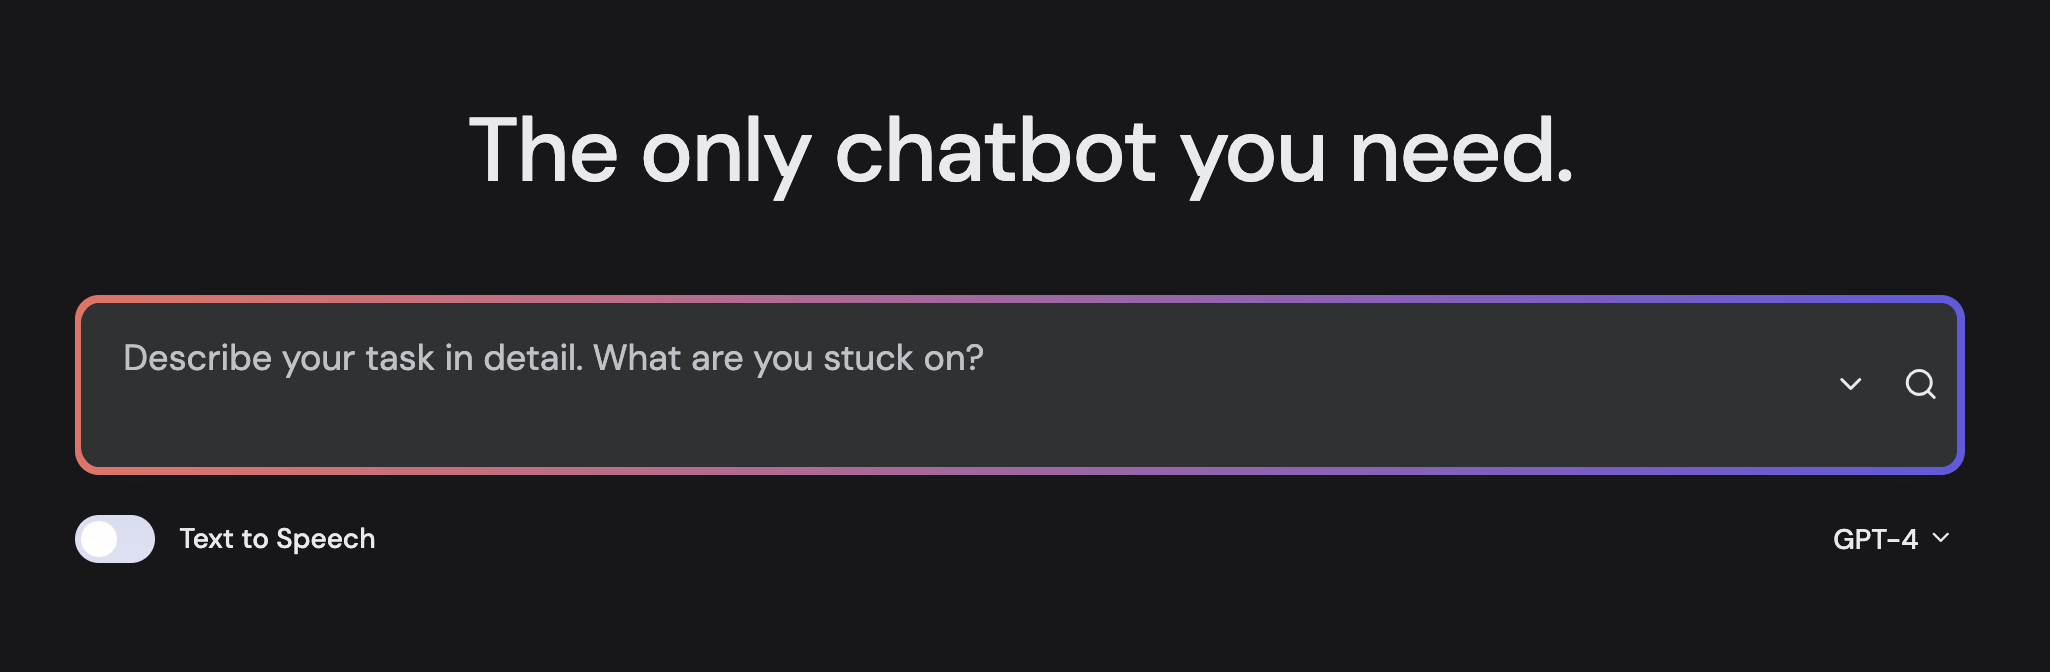 The only chatbot you need.
Describe your task in detail. What are you stuck on?
Text to Speech
GPT-4